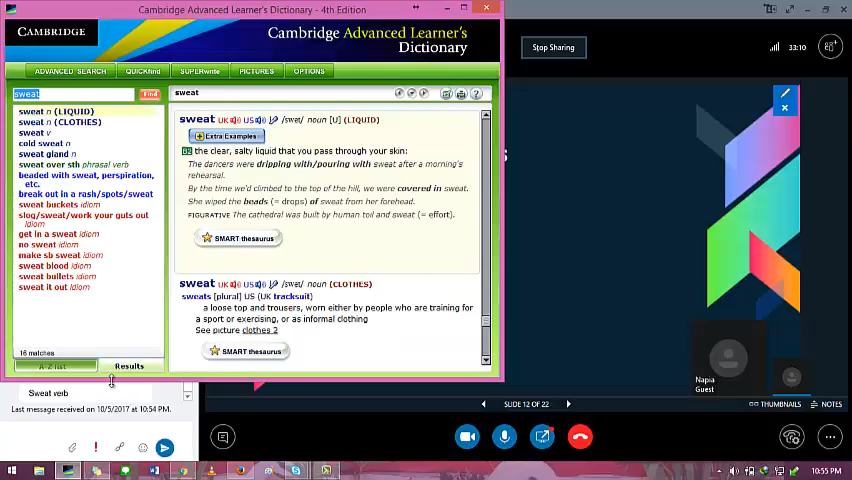 Cambridge Advanced Learner's Dictionary - 4th Edition
CAMBRIDGE
Cambridge Advanced Learner's
Dictionary
ADVANCED SEARCH
QUICKfind
SUPERwrite
PICTURES
OPTIONS
sweat
Find
sweat
sweat n (LIQUID)
sweat n (CLOTHES)
sweat v
cold sweat n
sweat gland n
sweat over sth phrasal verb
beaded with sweat, perspiration,
etc.
break out in a rash/spots/sweat
sweat buckets idiom
slog/sweat/work your guts out
idiom
get in a sweat idiom
no sweat idiom
make sb sweat idiom
sweat blood idiom
sweat bullets idiom
sweat it out idiom
16 matches
A-Z list
Results
sweat UK US /swet/ noun [U] (LIQUID)
Extra Examples
B2 the clear, salty liquid that you pass through your skin:
The dancers were dripping with/pouring with sweat after a morning's
rehearsal.
By the time we'd climbed to the top of the hill, we were covered in sweat.
She wiped the beads (= drops) of sweat from her forehead.
FIGURATIVE The cathedral was built by human toil and sweat (= effort).
SMART thesaurus
sweat UK US /swet/ noun (CLOTHES)
sweats [plural] US (UK tracksuit)
a loose top and trousers, worn either by people who are training for
a sport or exercising, or as informal clothing
See picture clothes 2
SMART thesaurus
Stop Sharing
33:10
s
Napia
Guest
Sweat verb
Last message received on 10/5/2017 at 10:54 PM.
SLIDE 12 OF 22
THUMBNAILS
NOTES
10:55 PM